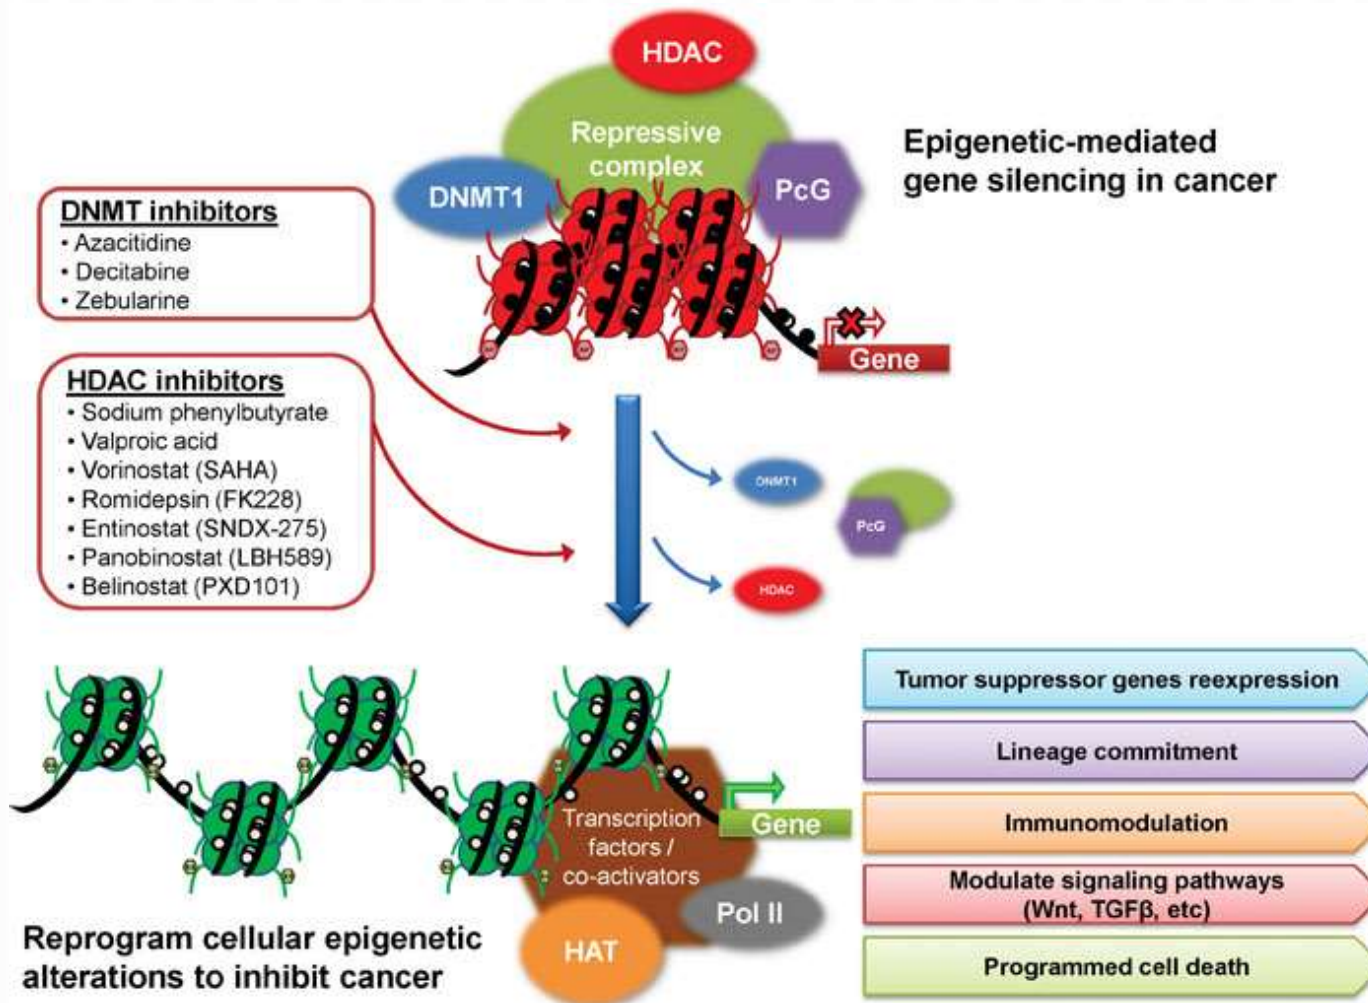 HDAC
Repressive
complex
DNMT1
PcG
Epigenetic-mediated
gene silencing in cancer
Gene
DNMT inhibitors
• Azacitidine
• Decitabine
• Zebularine
HDAC inhibitors
• Sodium phenylbutyrate
• Valproic acid
• Vorinostat (SAHA)
• Romidepsin (FK228)
• Entinostat (SNDX-275)
• Panobinostat (LBH589)
• Belinostat (PXD101)
DNMT1
PcG
HDAC
Transcription
factors /
co-activators
Gene
Pol II
HAT
Reprogram cellular epigenetic
alterations to inhibit cancer
Tumor suppressor genes reexpression
Lineage commitment
Immunomodulation
Modulate signaling pathways
(Wnt, TGFβ, etc)
Programmed cell death